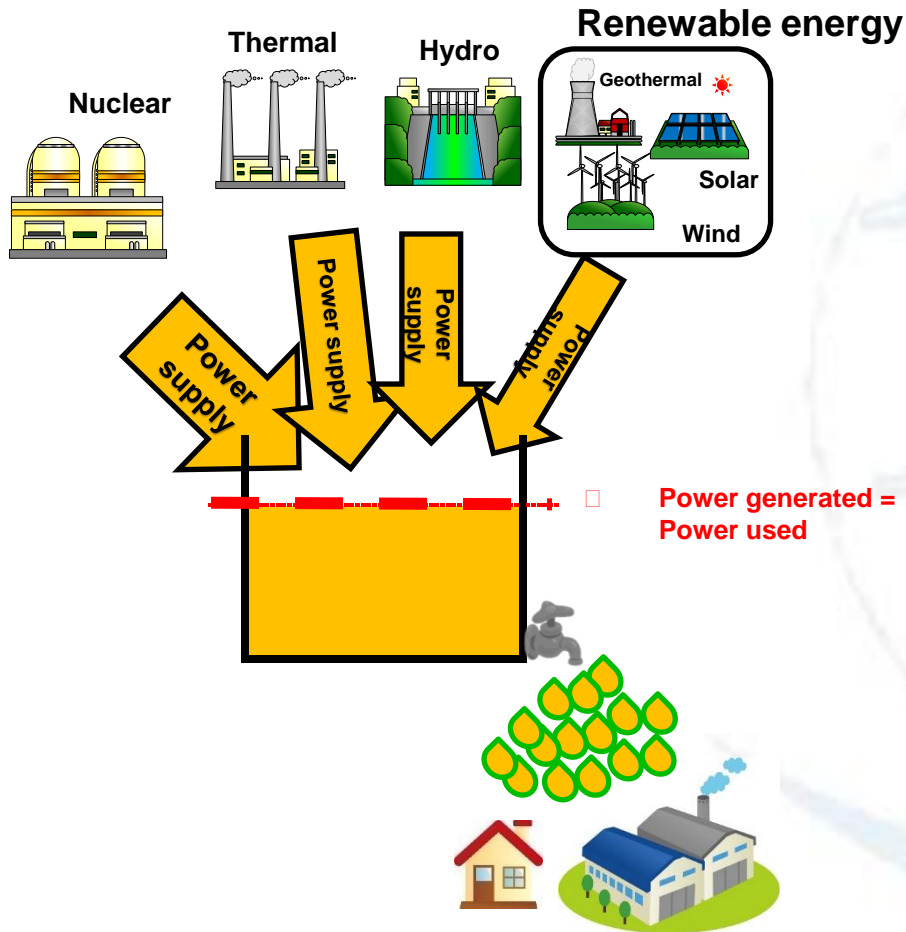 Renewable energy
Thermal
Hydro
Nuclear
Geothermal
Solar
Wind
Power
supply
Power supply
Power
supply
Power
supply
Power generated =
Power used